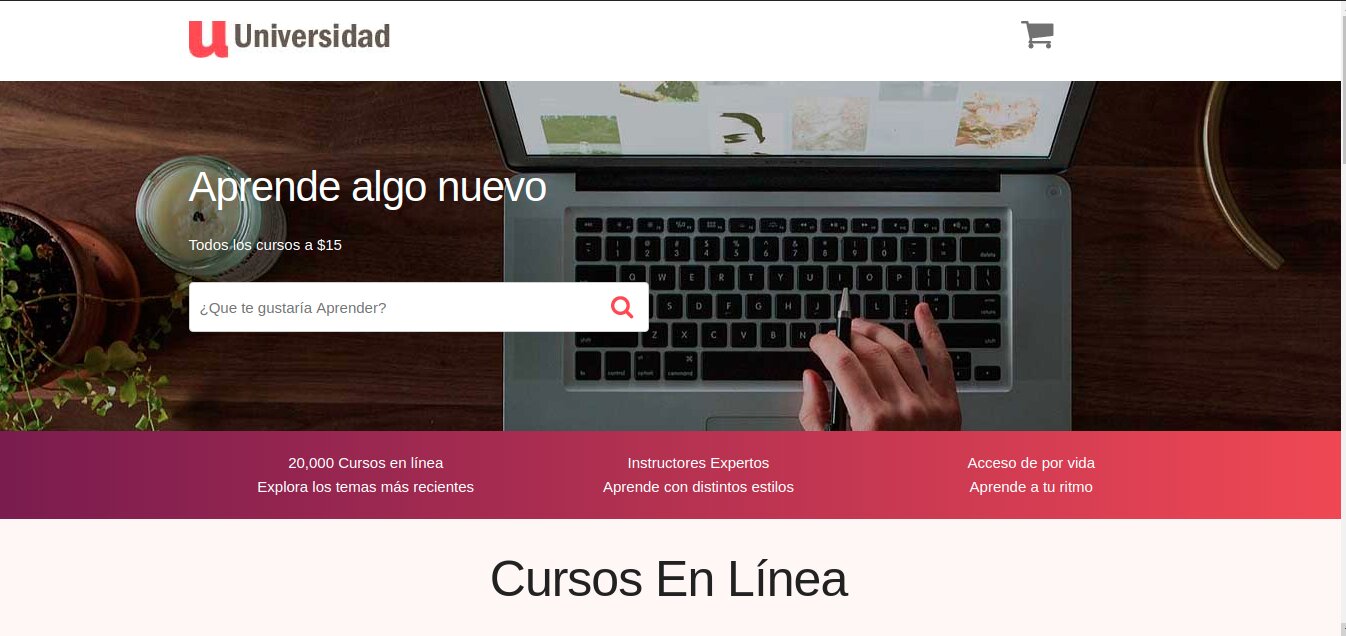 u Universidad
Aprende algo nuevo
Todos los cursos a $15
¿Que te gustaría Aprender?
20,000 Cursos en línea
Explora los temas más recientes
Instructores Expertos
Aprende con distintos estilos
Acceso de por vida
Aprende a tu ritmo
Cursos En Línea